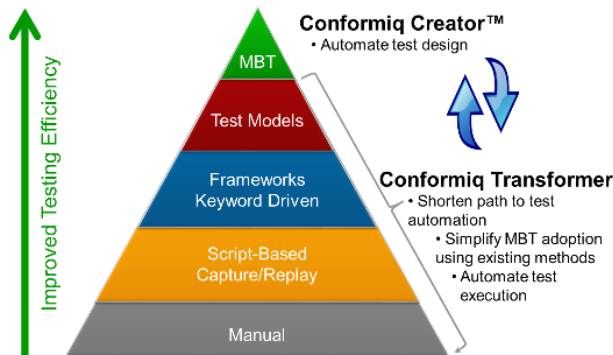 Conformiq Creator™
• Automate test design
MBT
Test Models
Frameworks
Keyword Driven
Script-Based
Capture/Replay
Manual
Improved Testing Efficiency
Conformiq Transformer
• Shorten path to test
automation
• Simplify MBT adoption
using existing methods
• Automate test
execution